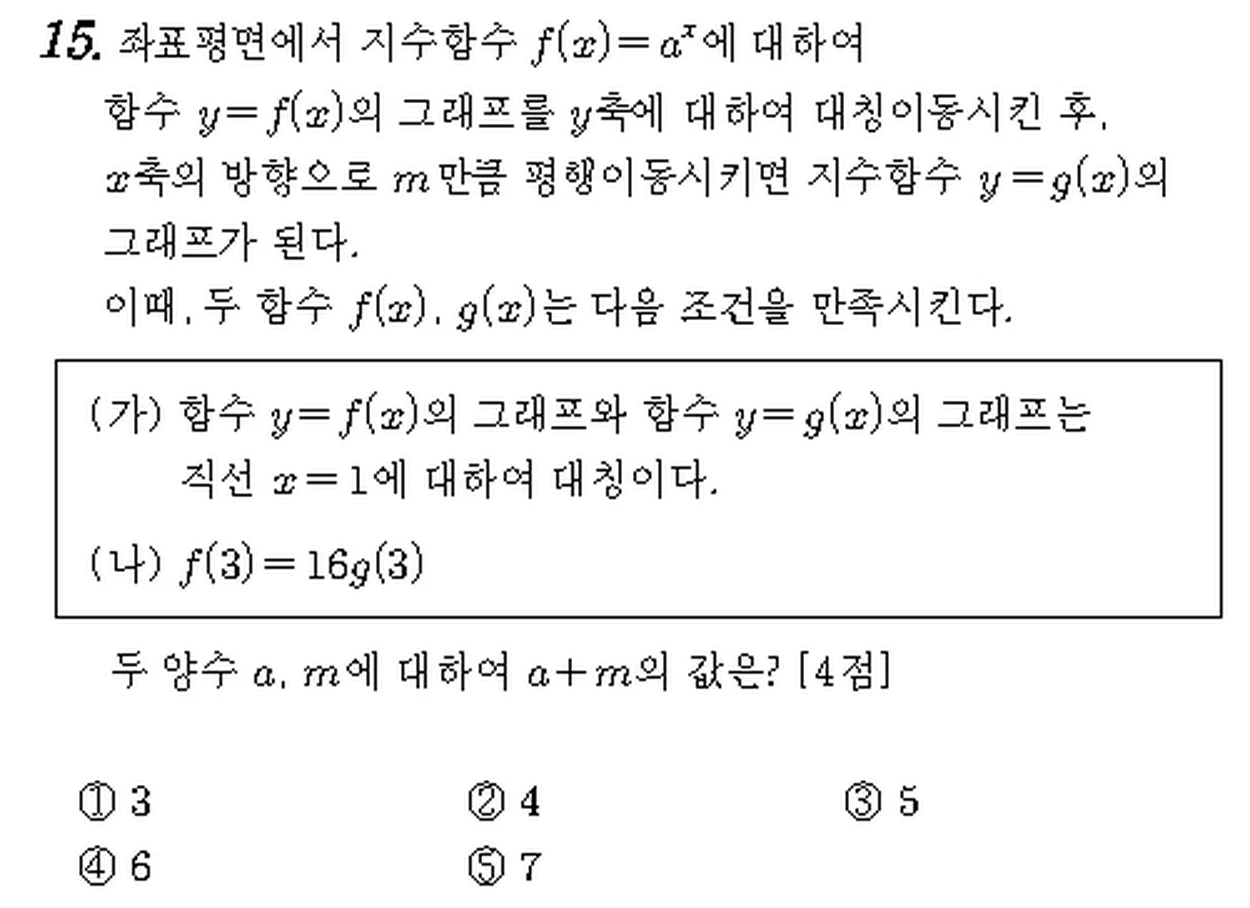 15. 좌표평면에서 지수함수 f(x)=aˣ에 대하여
함수 y=f(x)의 그래프를 y축에 대하여 대칭이동시킨 후,
x축의 방향으로 m만큼 평행이동시키면 지수함수 y=g(x)의
그래프가 된다.
이때, 두 함수 f(x), g(x)는 다음 조건을 만족시킨다.
(가) 함수 y=f(x)의 그래프와 함수 y=g(x)의 그래프는
직선 x=1에 대하여 대칭이다.
(나) f(3)=16g(3)
두 양수 a, m에 대하여 a+m의 값은? [4점]
① 3 ② 4 ③ 5
④ 6 ⑤ 7